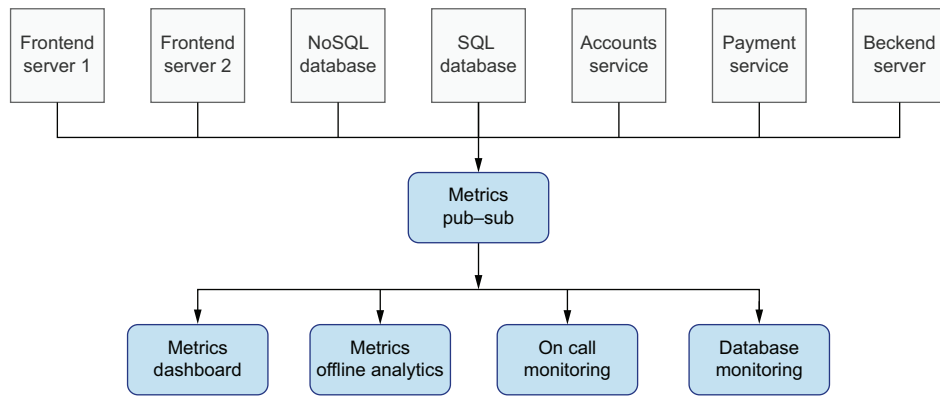 Frontend
server 1
Frontend
server 2
NoSQL
database
SQL
database
Accounts
service
Payment
service
Beckend
server
Metrics
pub–sub
Metrics
dashboard
Metrics
offline analytics
On call
monitoring
Database
monitoring